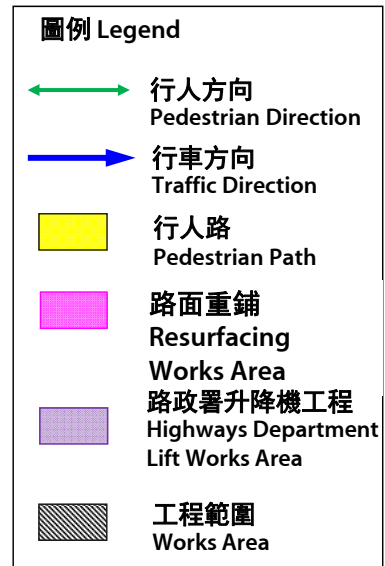 圖例 Legend
行人方向
Pedestrian Direction
行車方向
Traffic Direction
行人路
Pedestrian Path
路面重鋪
Resurfacing
Works Area
路政署升降機工程
Highways Department
Lift Works Area
工程範圍
Works Area